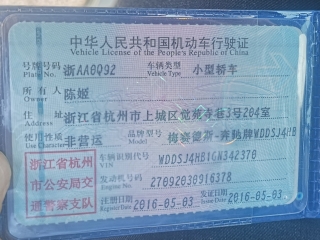 中华人民共和国机动车行驶证
Vehicle License of the People's Republic of China
号牌号码 浙AA0Q92 车辆类型 小型轿车
Plate No. Vehicle Type
所有人 陈姬
Owner
住址 浙江省杭州市上城区觉苑寺巷3号204室
Address
使用性质 非营运 品牌型号 梅赛德斯-奔驰牌WDDSJ4HB
Use Character Model
浙江省杭州
市公安局交
通警察支队
车辆识别代号 WDDSJ4HB1GN342370
VIN
发动机号码 27092030916378
Engine No.
注册日期 2016-05-03 发证日期 2016-05-03
Register Date Issue Date